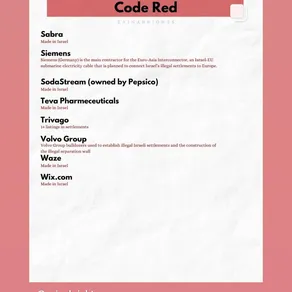 Code Red
Sabra
Made in Israel
Siemens
Siemens (Germany) is the main contractor for the Euro-Asia Interconnector, an Israel-EU
submarine electricity cable that is planned to connect Israel's illegal settlements to Europe.
SodaStream (owned by Pepsico)
Made in Israel
Teva Pharmeceuticals
Made in Israel
Trivago
listings in settlements
Volvo Group
Volvo Group bulldozers used to establish illegal Israeli settlements and the construction of
the illegal separation wall
Waze
Made in Israel
Wix.com
Made in Israel